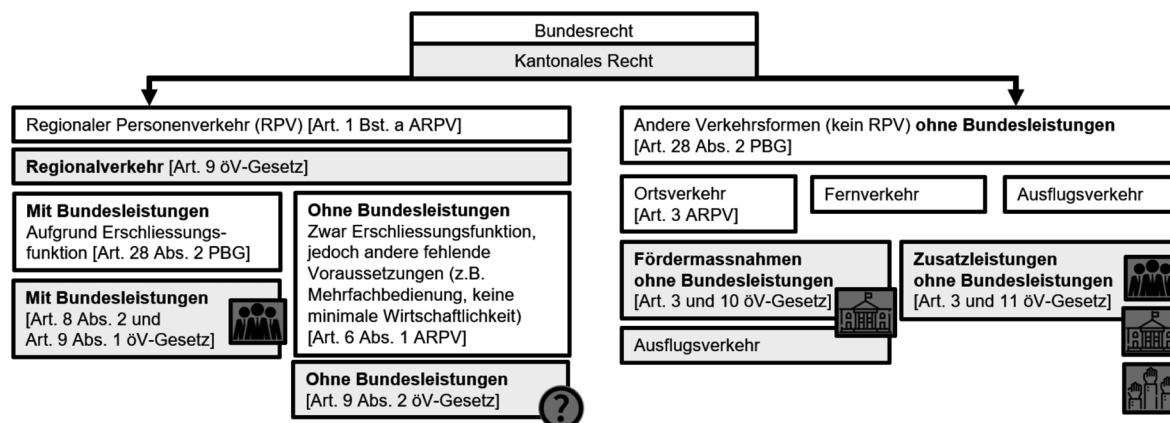 Bundesrecht
Kantonales Recht
Regionaler Personenverkehr (RPV) [Art. 1 Bst. a ARPV]
Regionalverkehr [Art. 9 öV-Gesetz]
Mit Bundesleistungen
Aufgrund Erschliessungs-
funktion [Art. 28 Abs. 2 PBG]
Mit Bundesleistungen
[Art. 8 Abs. 2 und
Art. 9 Abs. 1 öV-Gesetz]
Ohne Bundesleistungen
Zwar Erschliessungsfunktion,
jedoch andere fehlende
Voraussetzungen (z.B.
Mehrfachbedienung, keine
minimale Wirtschaftlichkeit)
[Art. 6 Abs. 1 ARPV]
Ohne Bundesleistungen
[Art. 9 Abs. 2 öV-Gesetz]
?
Andere Verkehrsformen (kein RPV) ohne Bundesleistungen
[Art. 28 Abs. 2 PBG]
Ortsverkehr
[Art. 3 ARPV]
Fernverkehr
Ausflugsverkehr
Fördermassnahmen
ohne Bundesleistungen
[Art. 3 und 10 öV-Gesetz]
Ausflugsverkehr
Zusatzleistungen
ohne Bundesleistungen
[Art. 3 und 11 öV-Gesetz]